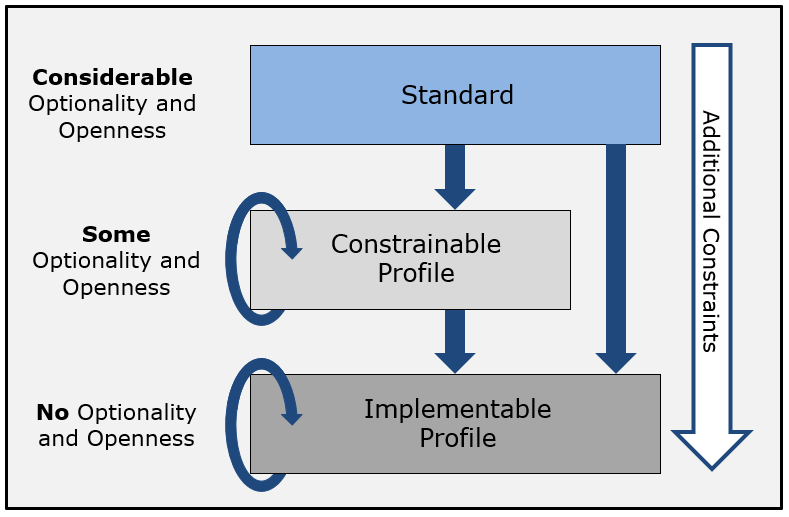 Considerable
Optionality and
Openness
Standard
Some
Optionality and
Openness
Constrainable
Profile
No Optionality
and Openness
Implementable
Profile
Additional Constraints